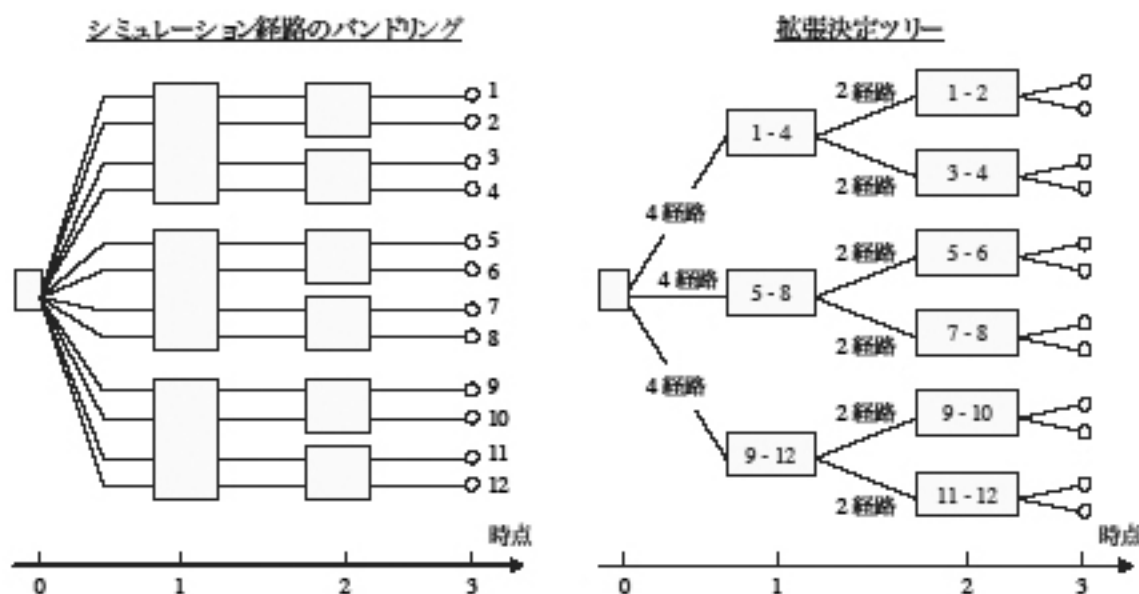 シミュレーション経路のバンドリング
1
2
3
4
5
6
7
8
9
10
11
12
時点
0 1 2 3
拡張決定ツリー
2 経路
1 - 2
1 - 4
2 経路
3 - 4
4 経路
2 経路
5 - 6
4 経路
5 - 8
2 経路
7 - 8
4 経路
2 経路
9 - 10
9 - 12
2 経路
11 - 12
時点
0 1 2 3